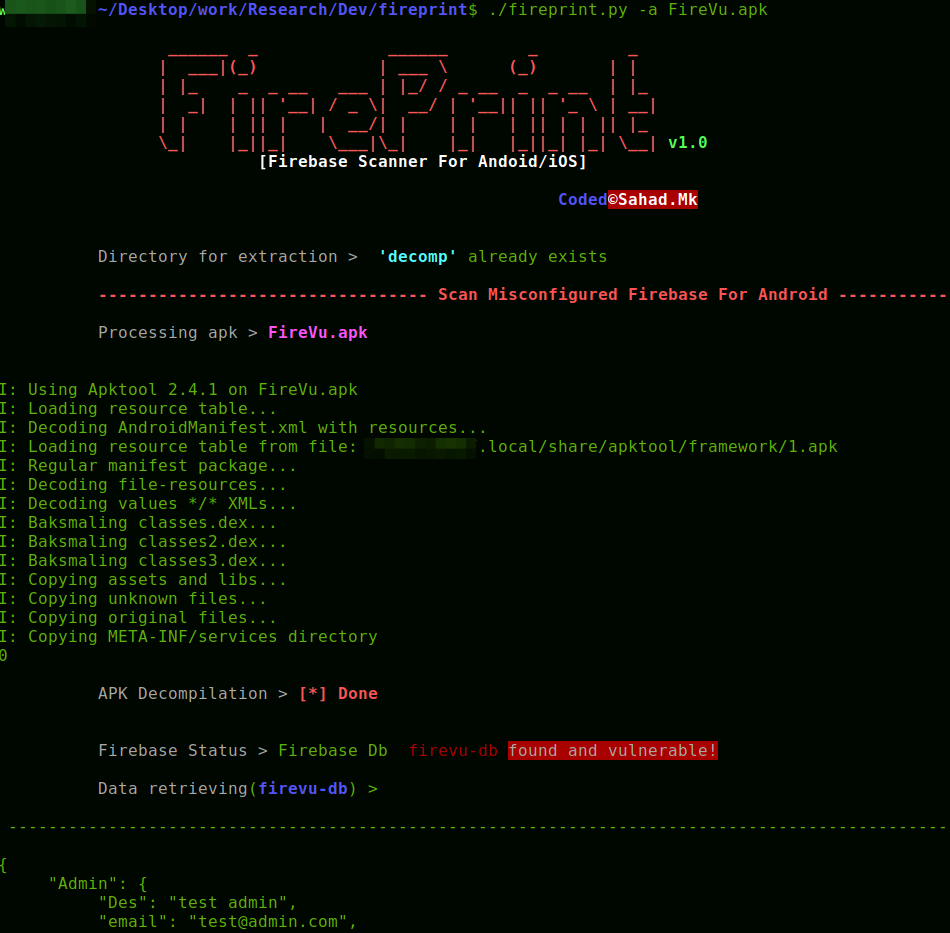 ~/Desktop/work/Research/Dev/fireprint$ ./fireprint.py -a FireVu.apk
FirePrint
v1.0
[Firebase Scanner For Andoid/iOS]
Coded©Sahad.Mk
Directory for extraction > 'decomp' already exists
-------------------------------- Scan Misconfigured Firebase For Android -----------
Processing apk > FireVu.apk
I: Using Apktool 2.4.1 on FireVu.apk
I: Loading resource table...
I: Decoding AndroidManifest.xml with resources...
I: Loading resource table from file: .local/share/apktool/framework/1.apk
I: Regular manifest package...
I: Decoding file-resources...
I: Decoding values */* XMLs...
I: Baksmaling classes.dex...
I: Baksmaling classes2.dex...
I: Baksmaling classes3.dex...
I: Copying assets and libs...
I: Copying unknown files...
I: Copying original files...
I: Copying META-INF/services directory
0
APK Decompilation > [*] Done
Firebase Status > Firebase Db firevu-db found and vulnerable!
Data retrieving(firevu-db) >
----------------------------------------------------------------------------------------------
{
"Admin": {
"Des": "test admin",
"email": "test@admin.com",